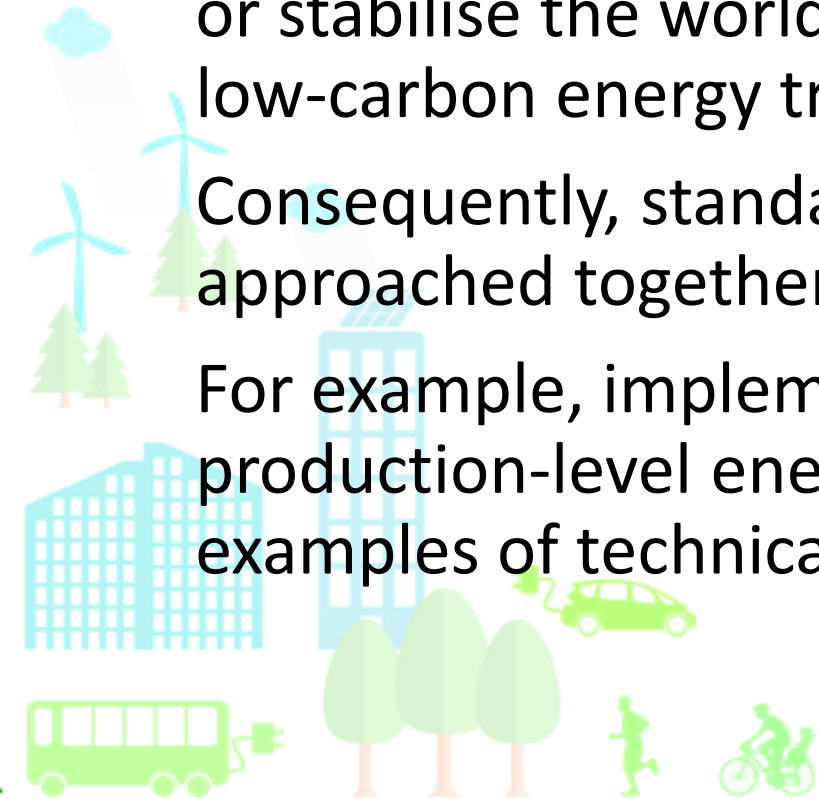 or stabilise the world
low-carbon energy tr
Consequently, standa
approached together
For example, implem
production-level ene
examples of technica